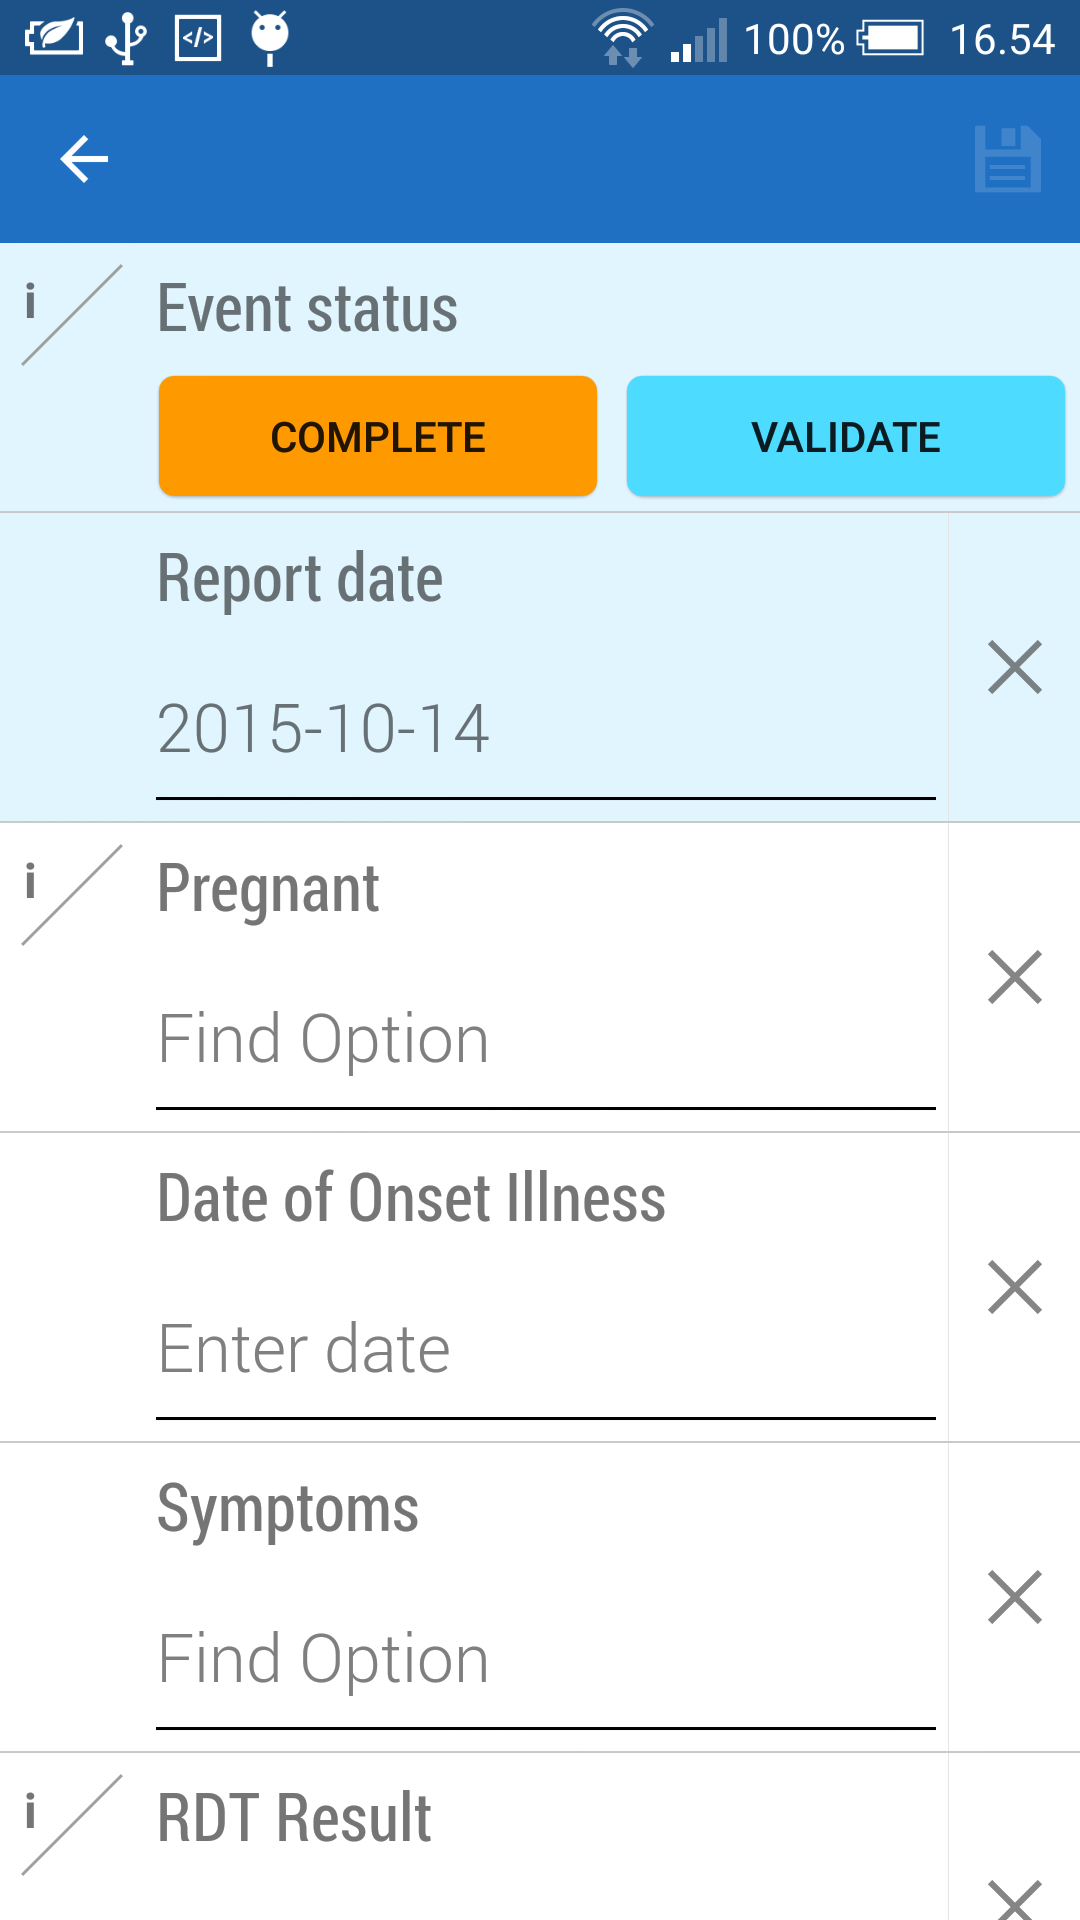 100% 16.54
i Event status
COMPLETE VALIDATE
Report date
2015-10-14
i Pregnant
Find Option
Date of Onset Illness
Enter date
Symptoms
Find Option
i RDT Result